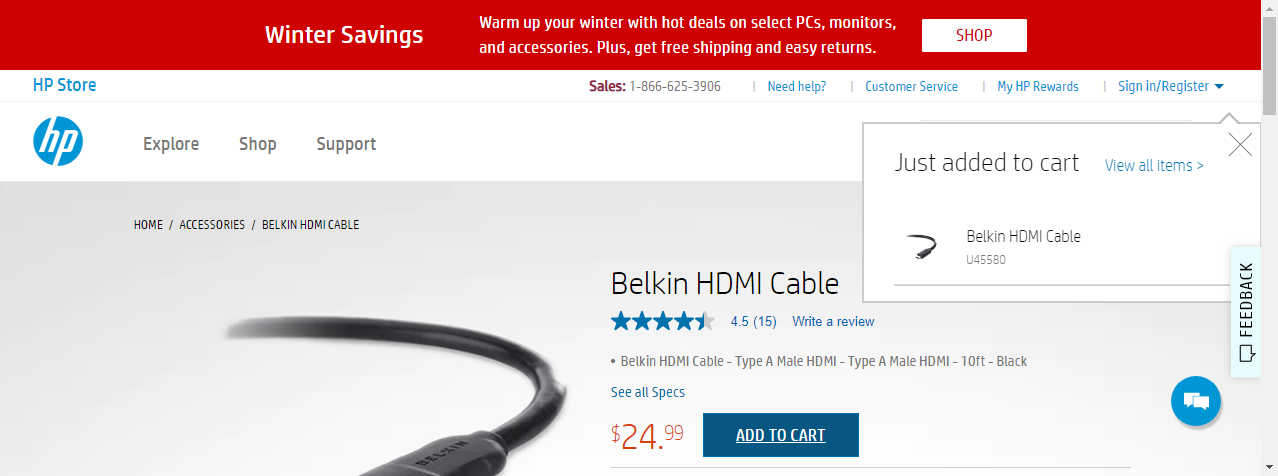 Winter Savings
Warm up your winter with hot deals on select PCs, monitors,
and accessories. Plus, get free shipping and easy returns.
SHOP
HP Store
Sales: 1-866-625-3906
Need help?
Customer Service
My HP Rewards
Sign in/Register
hp
Explore
Shop
Support
Just added to cart
View all items >
Belkin HDMI Cable
U45580
HOME / ACCESSORIES / BELKIN HDMI CABLE
Belkin HDMI Cable
4.5 (15)
Write a review
• Belkin HDMI Cable - Type A Male HDMI - Type A Male HDMI - 10ft - Black
See all Specs
$24.99
ADD TO CART
BELKIN
FEEDBACK